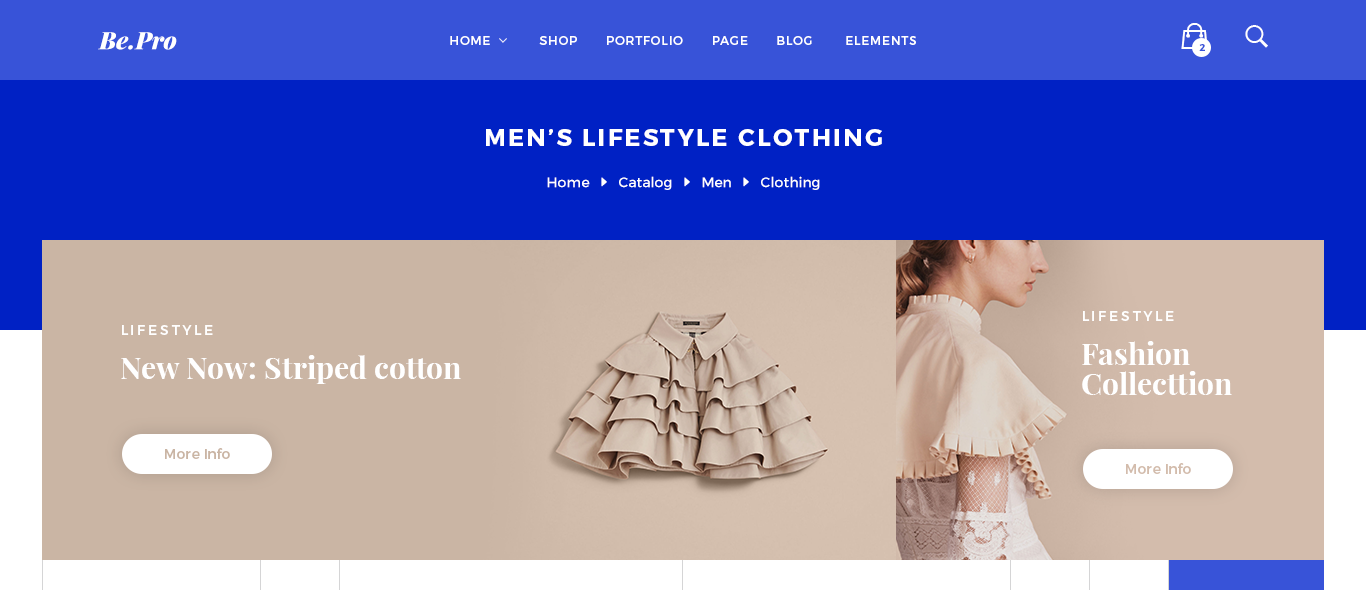 Be.Pro
HOME SHOP PORTFOLIO PAGE BLOG ELEMENTS
2
MEN’S LIFESTYLE CLOTHING
Home Catalog Men Clothing
LIFESTYLE
New Now: Striped cotton
More Info
LIFESTYLE
Fashion
Collecttion
More Info